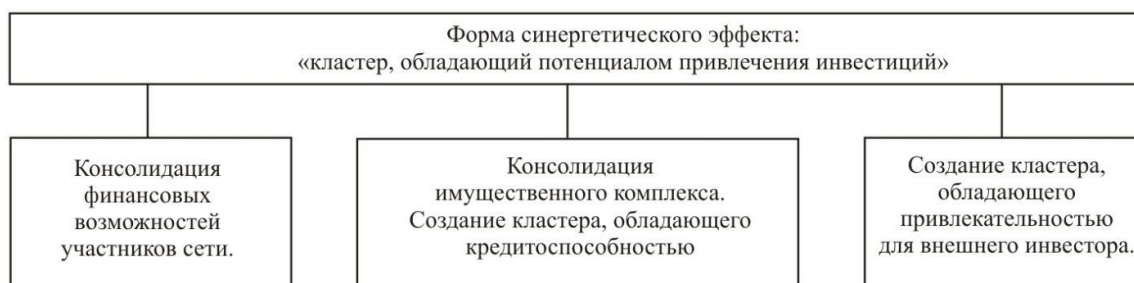 Форма синергетического эффекта:
«кластер, обладающий потенциалом привлечения инвестиций»
Консолидация
финансовых
возможностей
участников сети.
Консолидация
имущественного комплекса.
Создание кластера, обладающего
кредитоспособностью
Создание кластера,
обладающего
привлекательностью
для внешнего инвестора.